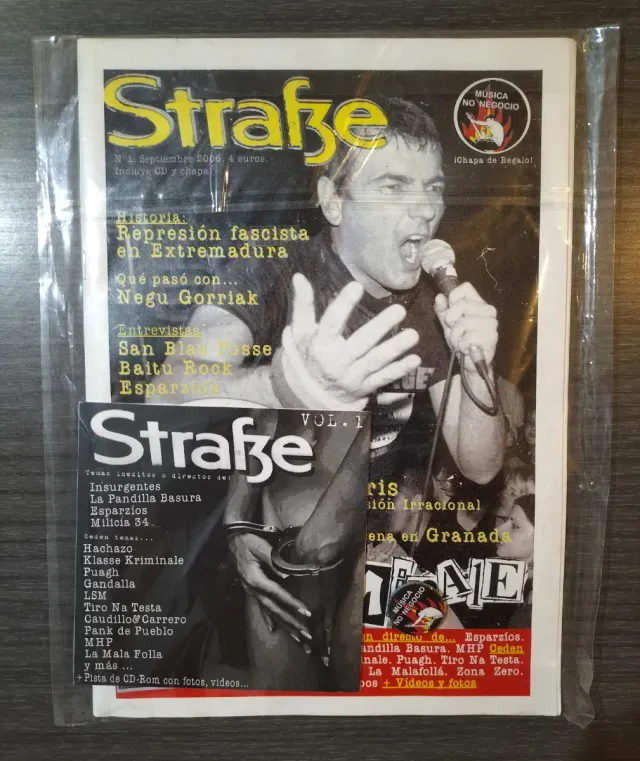 Strafze
MÚSICA
NO NEGOCIO
¡Chapa de Regalo!
Nº 1. Septiembre 2006. 4 euros.
Incluye CD y chapa
Historia:
Represión fascista
en Extremadura
Qué pasó con...
Negu Gorriak
Entrevistas
San Blas Posse
Baitu Rock
Esparzios
ris
sión Irracional
ena en Granada
MÚSICA
NO NEGOCIO
en directo de... Esparzios.
andilla Basura. MHP Ceden
inale. Puagh. Tiro Na Testa.
La Malafollá. Zona Zero.
pos + Vídeos y fotos
Strafze
VOL. 1
Temas inéditos o directos de:
Insurgentes
La Pandilla Basura
Esparzios
Milicia 34
Ceden temas...
Hachazo
Klasse Kriminale
Puagh
Gandalla
LSM
Tiro Na Testa
Caudillo&Carrero
Pank de Pueblo
MHP
La Mala Folla
y más ...
+Pista de CD-Rom con fotos, videos...